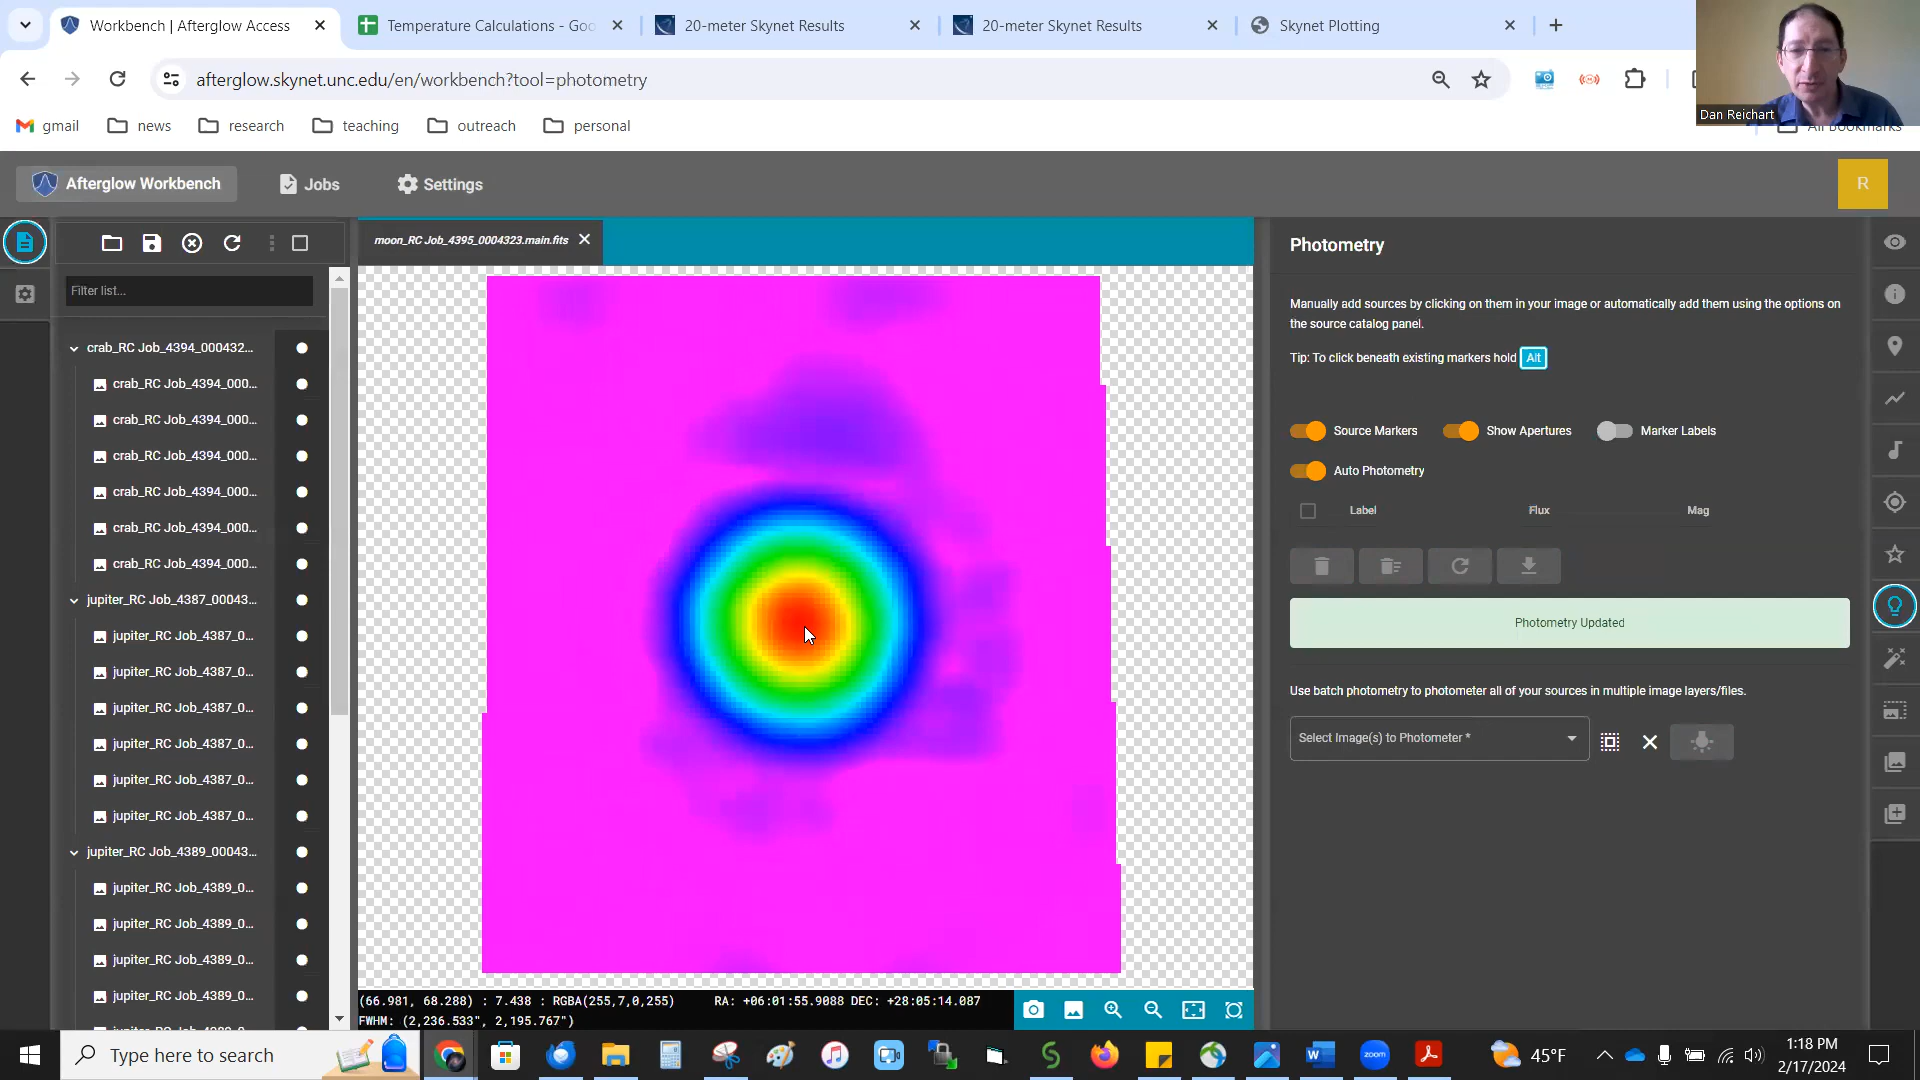 Workbench | Afterglow Access
Temperature Calculations - Goo
20-meter Skynet Results
20-meter Skynet Results
Skynet Plotting
afterglow.skynet.unc.edu/en/workbench?tool=photometry
Dan Reichart
gmail
news
research
teaching
outreach
personal
All Bookmarks
Afterglow Workbench
Jobs
Settings
R
moon_RC Job_4395_0004323.main.fits
Filter list...
crab_RC Job_4394_000432...
crab_RC Job_4394_000...
crab_RC Job_4394_000...
crab_RC Job_4394_000...
crab_RC Job_4394_000...
crab_RC Job_4394_000...
crab_RC Job_4394_000...
jupiter_RC Job_4387_00043...
jupiter_RC Job_4387_0...
jupiter_RC Job_4387_0...
jupiter_RC Job_4387_0...
jupiter_RC Job_4387_0...
jupiter_RC Job_4387_0...
jupiter_RC Job_4387_0...
jupiter_RC Job_4389_00043...
jupiter_RC Job_4389_0...
jupiter_RC Job_4389_0...
jupiter_RC Job_4389_0...
jupiter_RC Job_4389_0...
(66.981, 68.288) : 7.438 : RGBA(255,7,0,255) RA: +06:01:55.9088 DEC: +28:05:14.087
FWHM: (2,236.533", 2,195.767")
Photometry
Manually add sources by clicking on them in your image or automatically add them using the options on
the source catalog panel.
Tip: To click beneath existing markers hold Alt
Source Markers
Show Apertures
Marker Labels
Auto Photometry
Label Flux Mag
Photometry Updated
Use batch photometry to photometer all of your sources in multiple image layers/files.
Select Image(s) to Photometer *
Type here to search
zoom
45°F
1:18 PM
2/17/2024